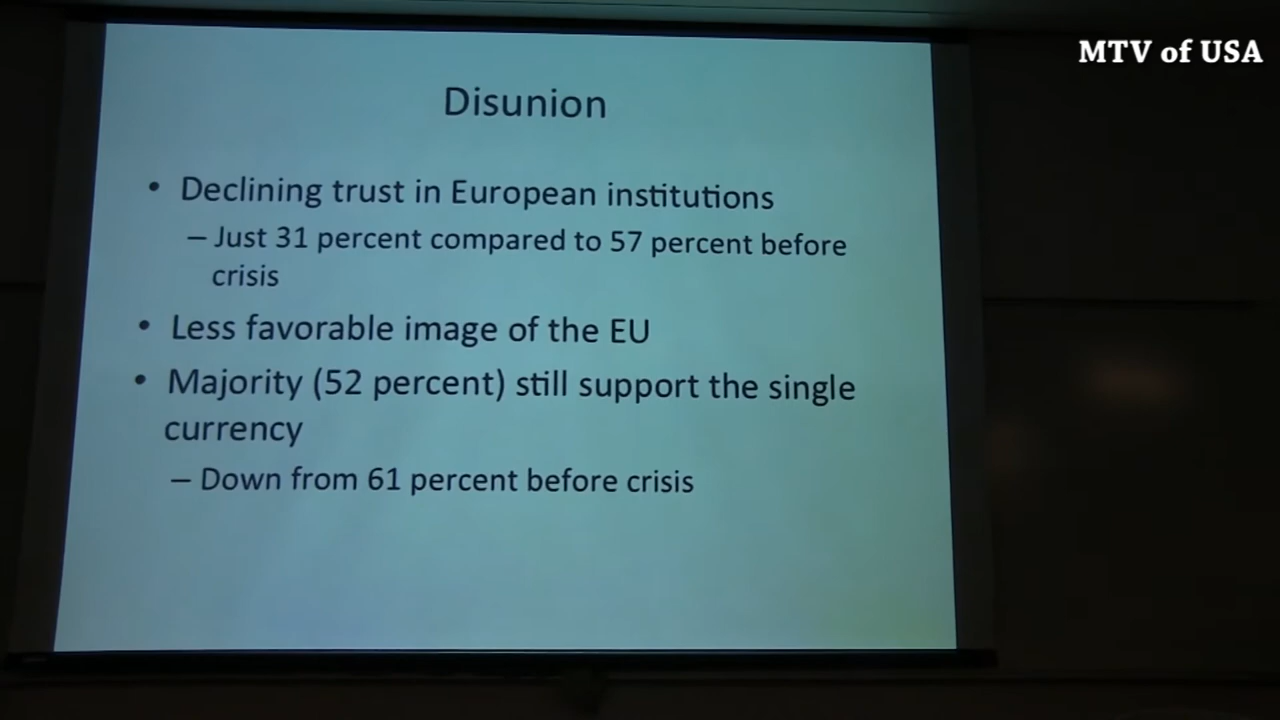 MTV of USA
Disunion
• Declining trust in European institutions
– Just 31 percent compared to 57 percent before
crisis
• Less favorable image of the EU
• Majority (52 percent) still support the single
currency
– Down from 61 percent before crisis